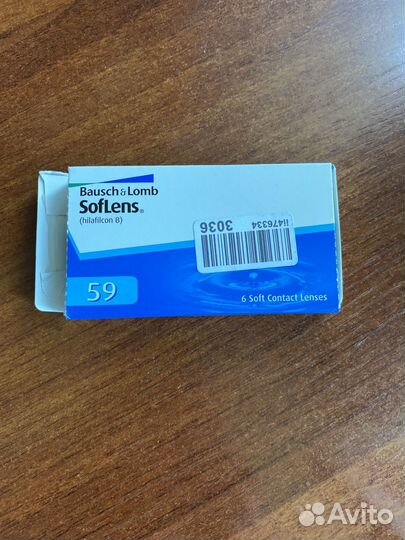 Bausch & Lomb
SofLens®
(hilafilcon B)
59
6 Soft Contact Lenses
3036
ii476334
Avito